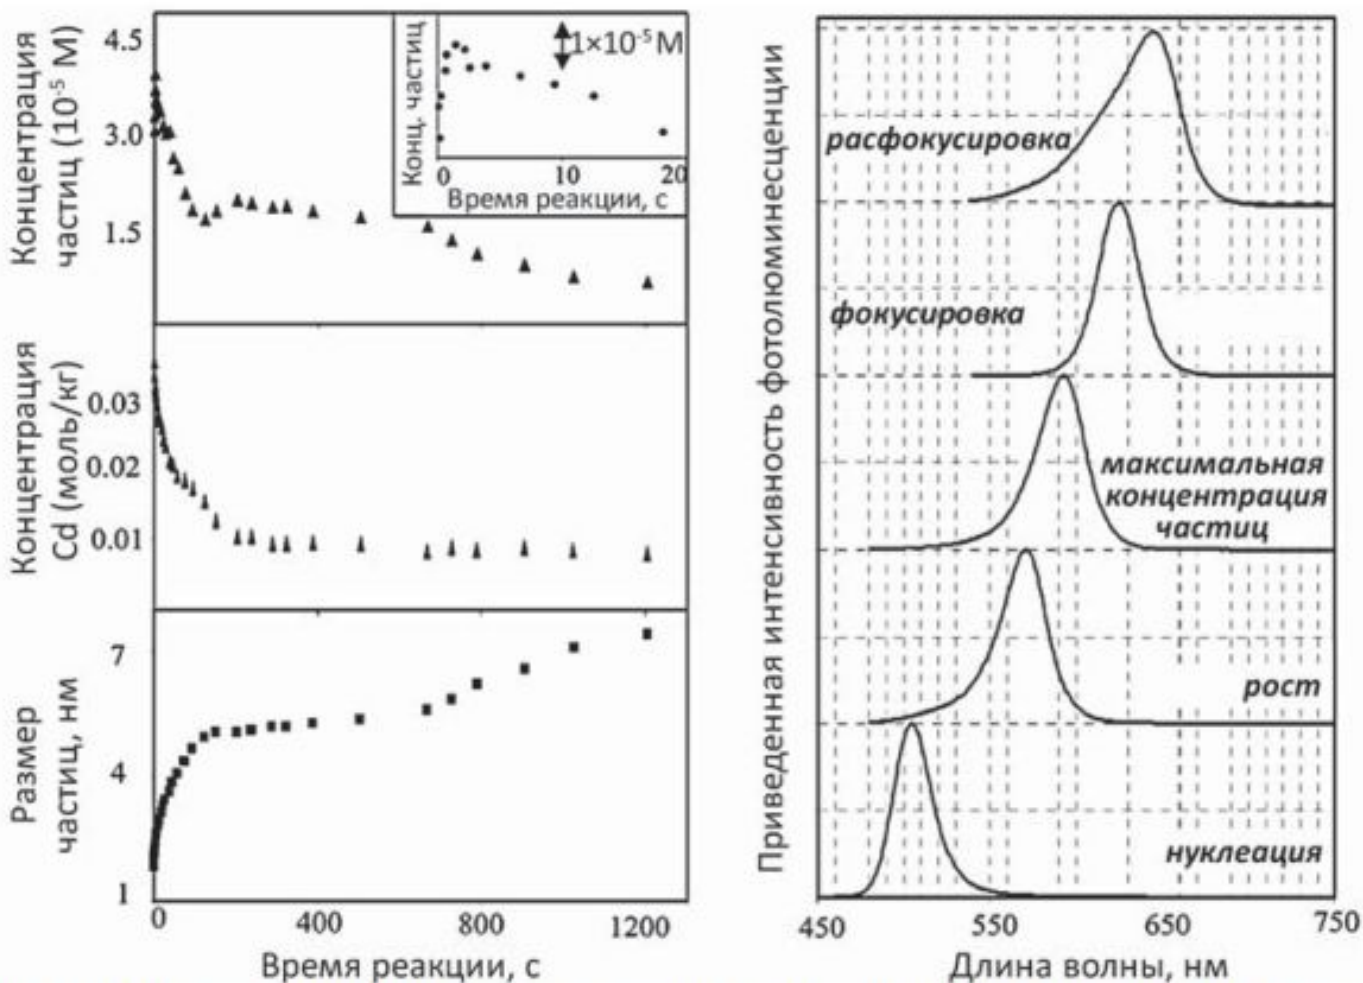 Концентрация
частиц (10⁻⁵ М)
4.5
3.0
1.5
Конц. частиц
1×10⁻⁵ М
0 10 20
Время реакции, с
Концентрация
Cd (моль/кг)
0.03
0.02
0.01
Размер
частиц, нм
7
4
1
0 400 800 1200
Время реакции, с
Приведенная интенсивность фотолюминесценции
расфокусировка
фокусировка
максимальная
концентрация
частиц
рост
нуклеация
450 550 650 750
Длина волны, нм